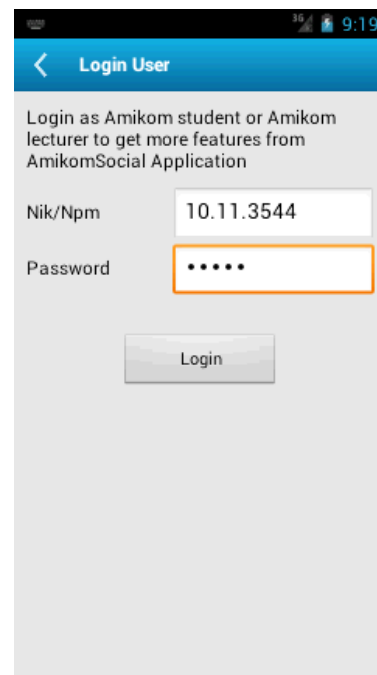 36 9:19
Login User
Login as Amikom student or Amikom
lecturer to get more features from
AmikomSocial Application
Nik/Npm 10.11.3544
Password •••••
Login